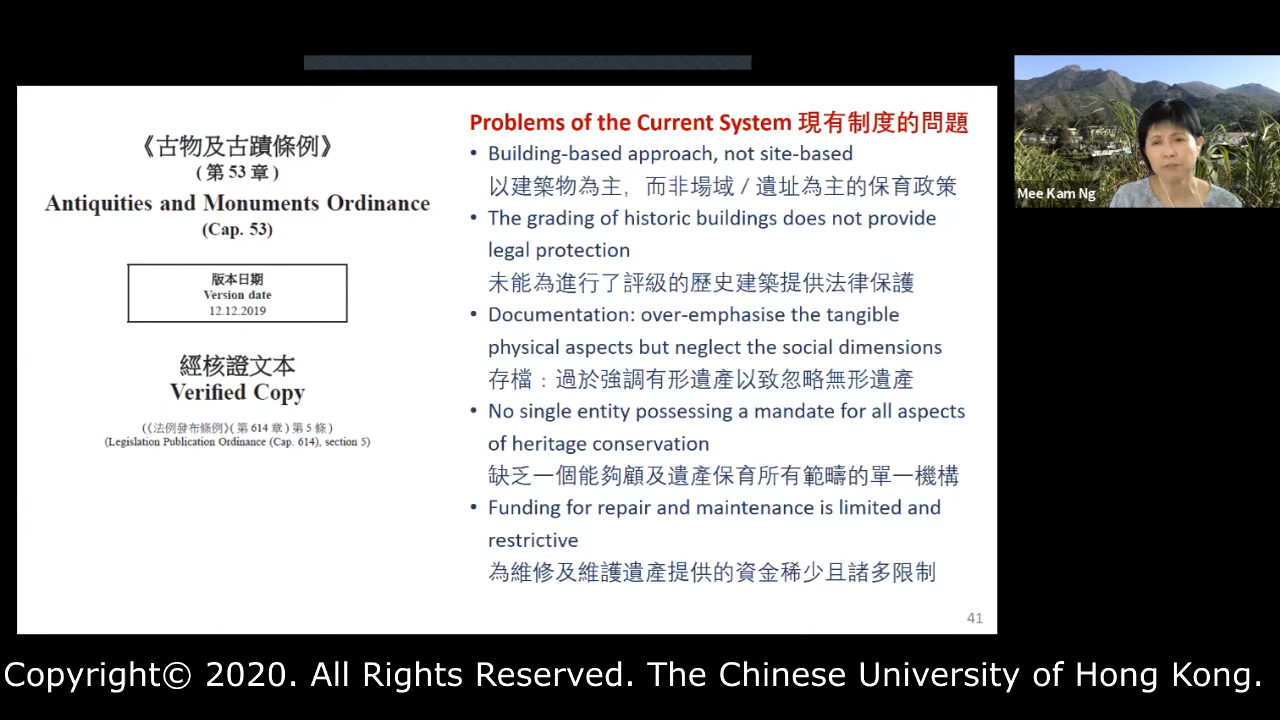 《古物及古蹟條例》
(第 53 章)
Antiquities and Monuments Ordinance
(Cap. 53)
版本日期
Version date
12.12.2019
經核證文本
Verified Copy
(《法例發布條例》(第 614 章) 第 5 條)
(Legislation Publication Ordinance (Cap. 614), section 5)
Problems of the Current System 現有制度的問題
• Building-based approach, not site-based
以建築物為主，而非場域 / 遺址為主的保育政策
• The grading of historic buildings does not provide
legal protection
未能為進行了評級的歷史建築提供法律保護
• Documentation: over-emphasise the tangible
physical aspects but neglect the social dimensions
存檔：過於強調有形遺產以致忽略無形遺產
• No single entity possessing a mandate for all aspects
of heritage conservation
缺乏一個能夠顧及遺產保育所有範疇的單一機構
• Funding for repair and maintenance is limited and
restrictive
為維修及維護遺產提供的資金稀少且諸多限制
41
Mee Kam Ng
Copyright© 2020. All Rights Reserved. The Chinese University of Hong Kong.